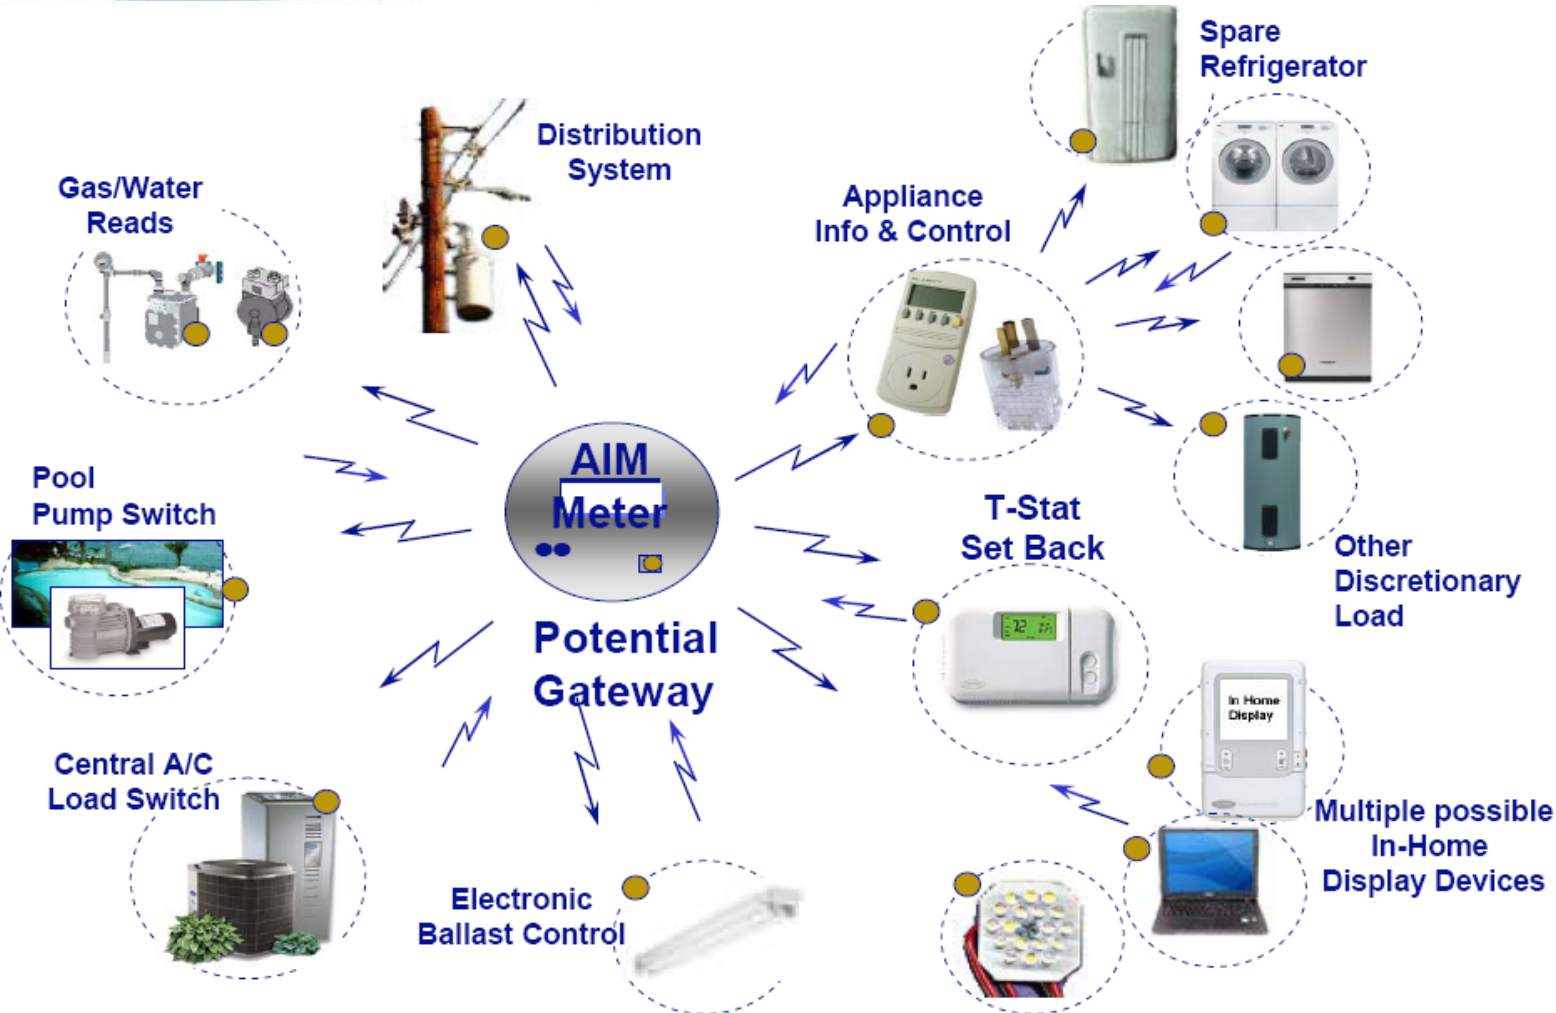 Spare
Refrigerator
Distribution
System
Gas/Water
Reads
Appliance
Info & Control
AIM
Meter
Pool
Pump Switch
T-Stat
Set Back
Other
Discretionary
Load
Potential
Gateway
72
In Home
Display
Central A/C
Load Switch
Multiple possible
In-Home
Display Devices
Electronic
Ballast Control